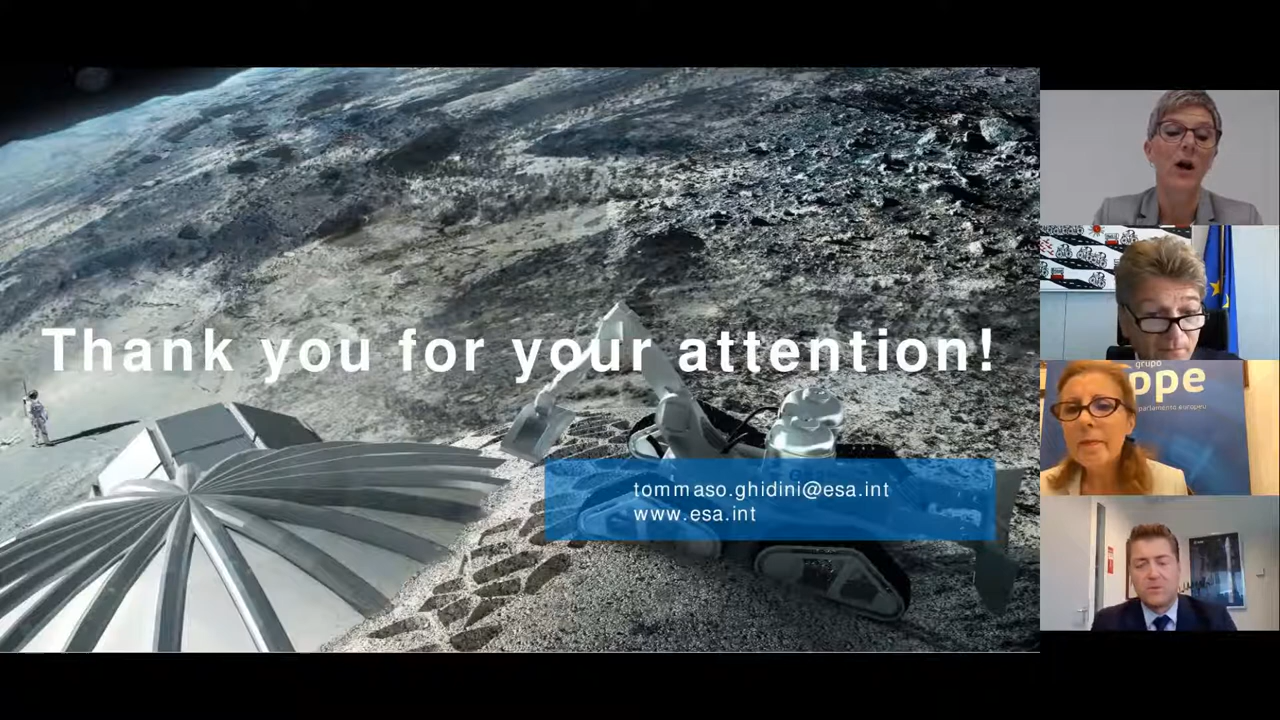 Thank you for your attention!
tommaso.ghidini@esa.int
www.esa.int
grupo
ppe
parlamento europeu